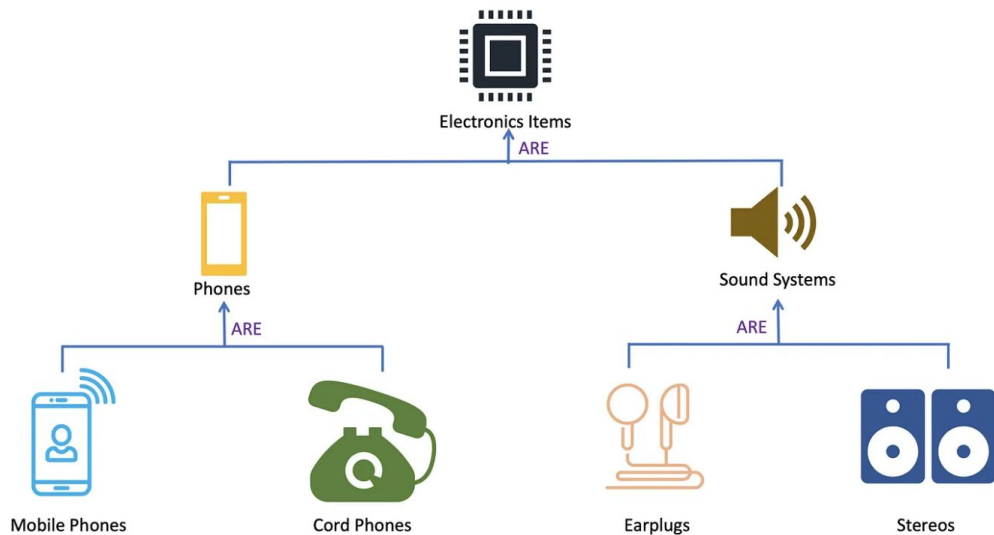 Electronics Items
ARE
Phones
Sound Systems
ARE
ARE
Mobile Phones
Cord Phones
Earplugs
Stereos